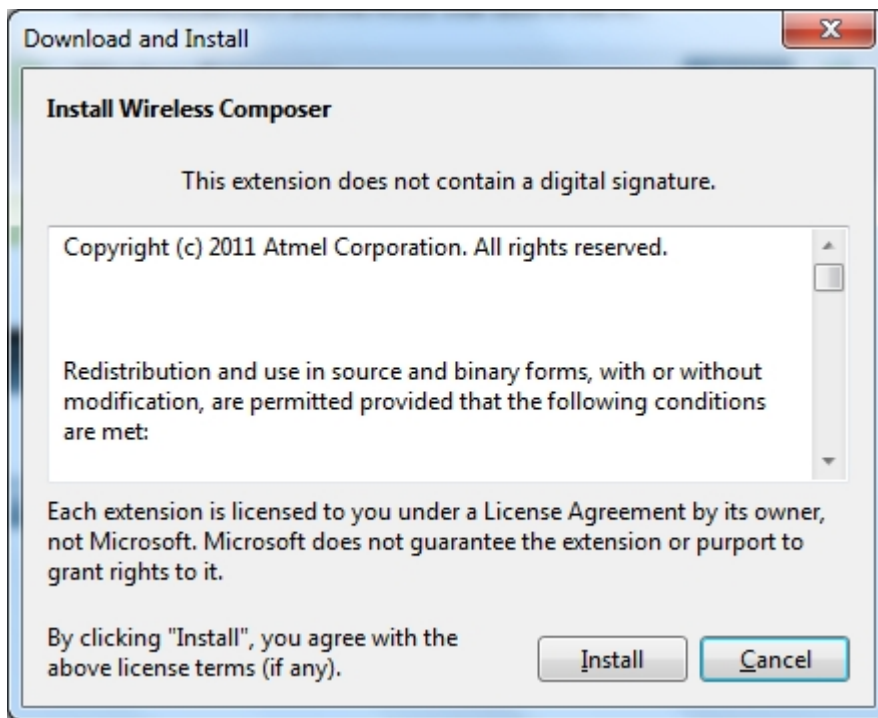 Download and Install
Install Wireless Composer
This extension does not contain a digital signature.
Copyright (c) 2011 Atmel Corporation. All rights reserved.
Redistribution and use in source and binary forms, with or without
modification, are permitted provided that the following conditions
are met:
Each extension is licensed to you under a License Agreement by its owner,
not Microsoft. Microsoft does not guarantee the extension or purport to
grant rights to it.
By clicking "Install", you agree with the
above license terms (if any).
Install
Cancel